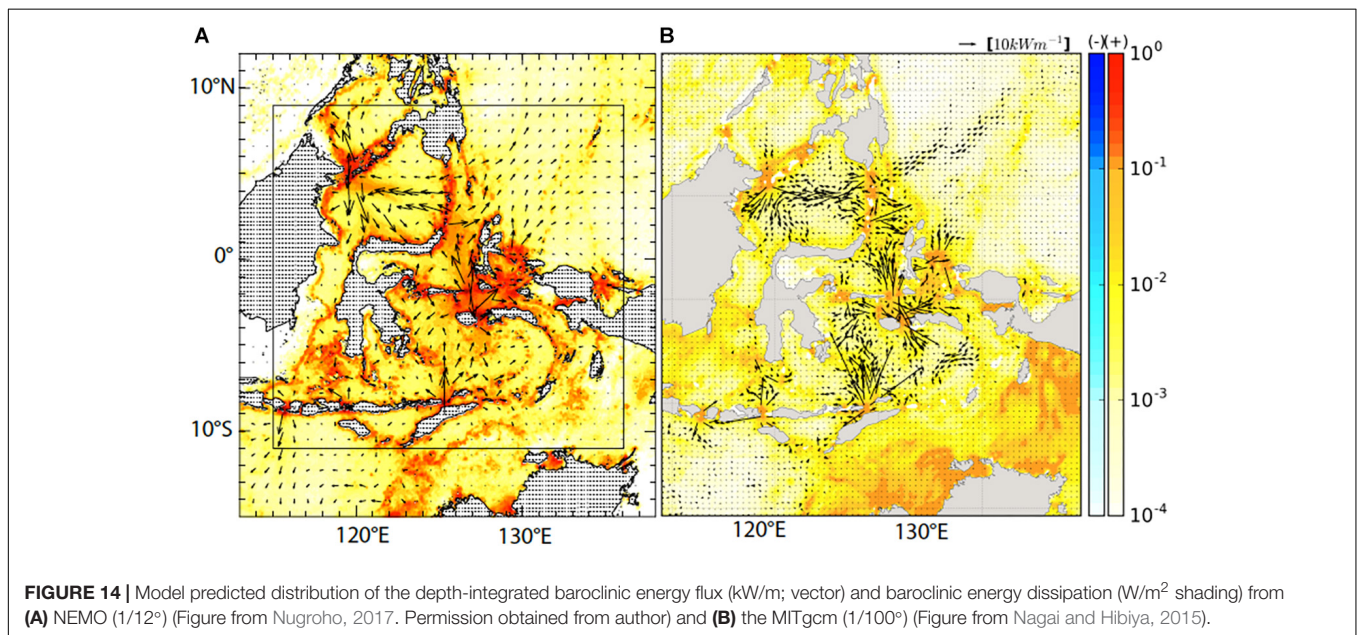 A
B
[10kWm⁻¹]
(-)(+)
10⁰
10⁻¹
10⁻²
10⁻³
10⁻⁴
10°N
0°
10°S
120°E
130°E
120°E
130°E
FIGURE 14 | Model predicted distribution of the depth-integrated baroclinic energy flux (kW/m; vector) and baroclinic energy dissipation (W/m² shading) from
(A) NEMO (1/12°) (Figure from Nugroho, 2017. Permission obtained from author) and (B) the MITgcm (1/100°) (Figure from Nagai and Hibiya, 2015).